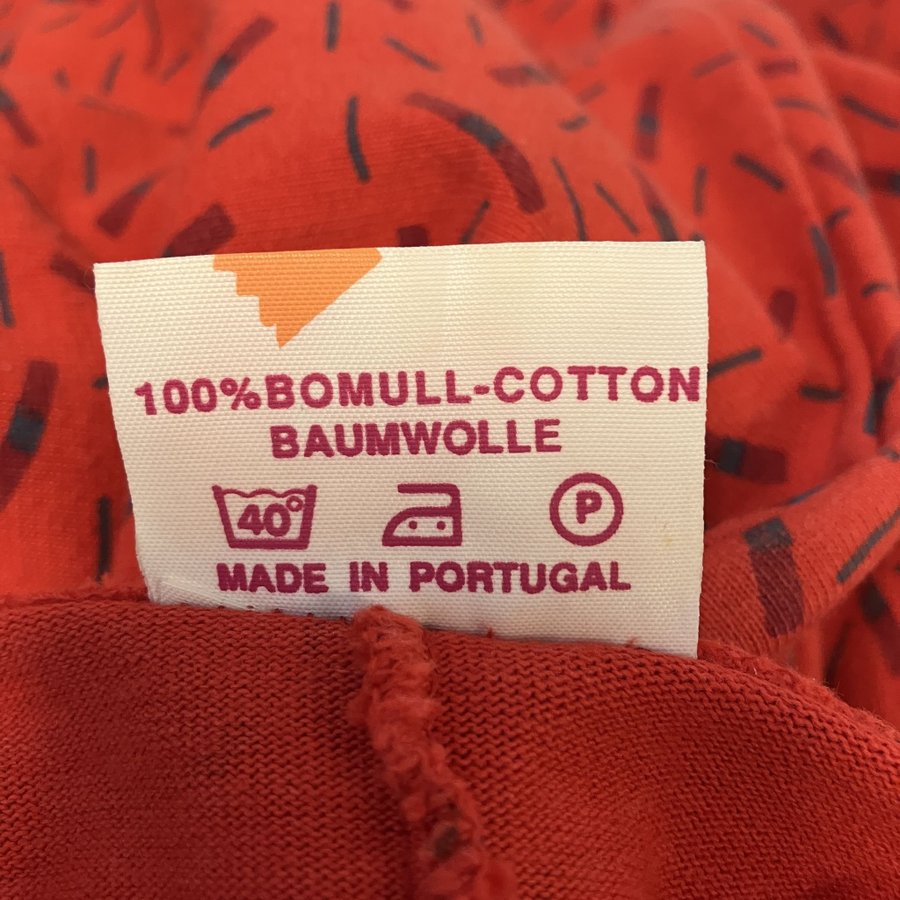 100%BOMULL-COTTON
BAUMWOLLE
40° P
MADE IN PORTUGAL